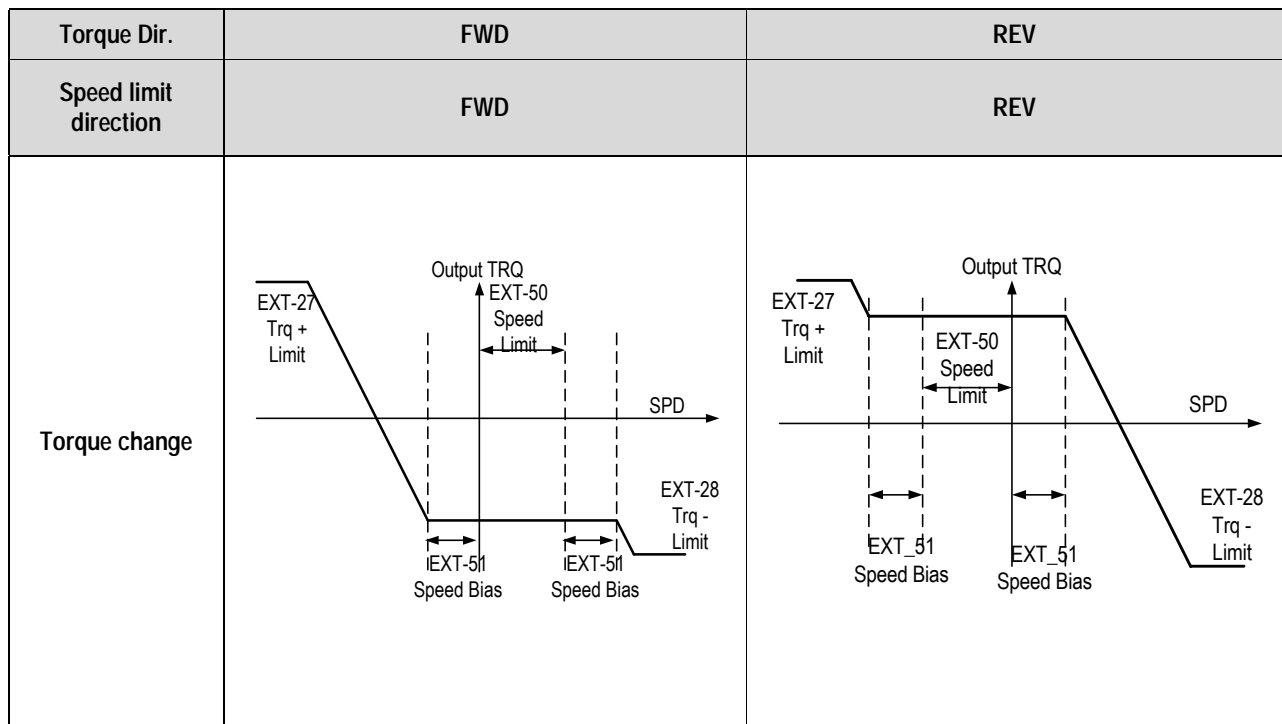 Torque Dir.
FWD
REV
Speed limit
direction
FWD
REV
Torque change
Output TRQ
EXT-27
Trq +
Limit
EXT-50
Speed
Limit
SPD
EXT-28
Trq -
Limit
EXT-51
Speed Bias
EXT-51
Speed Bias
Output TRQ
EXT-27
Trq +
Limit
EXT-50
Speed
Limit
SPD
EXT-28
Trq -
Limit
EXT_51
Speed Bias
EXT_51
Speed Bias